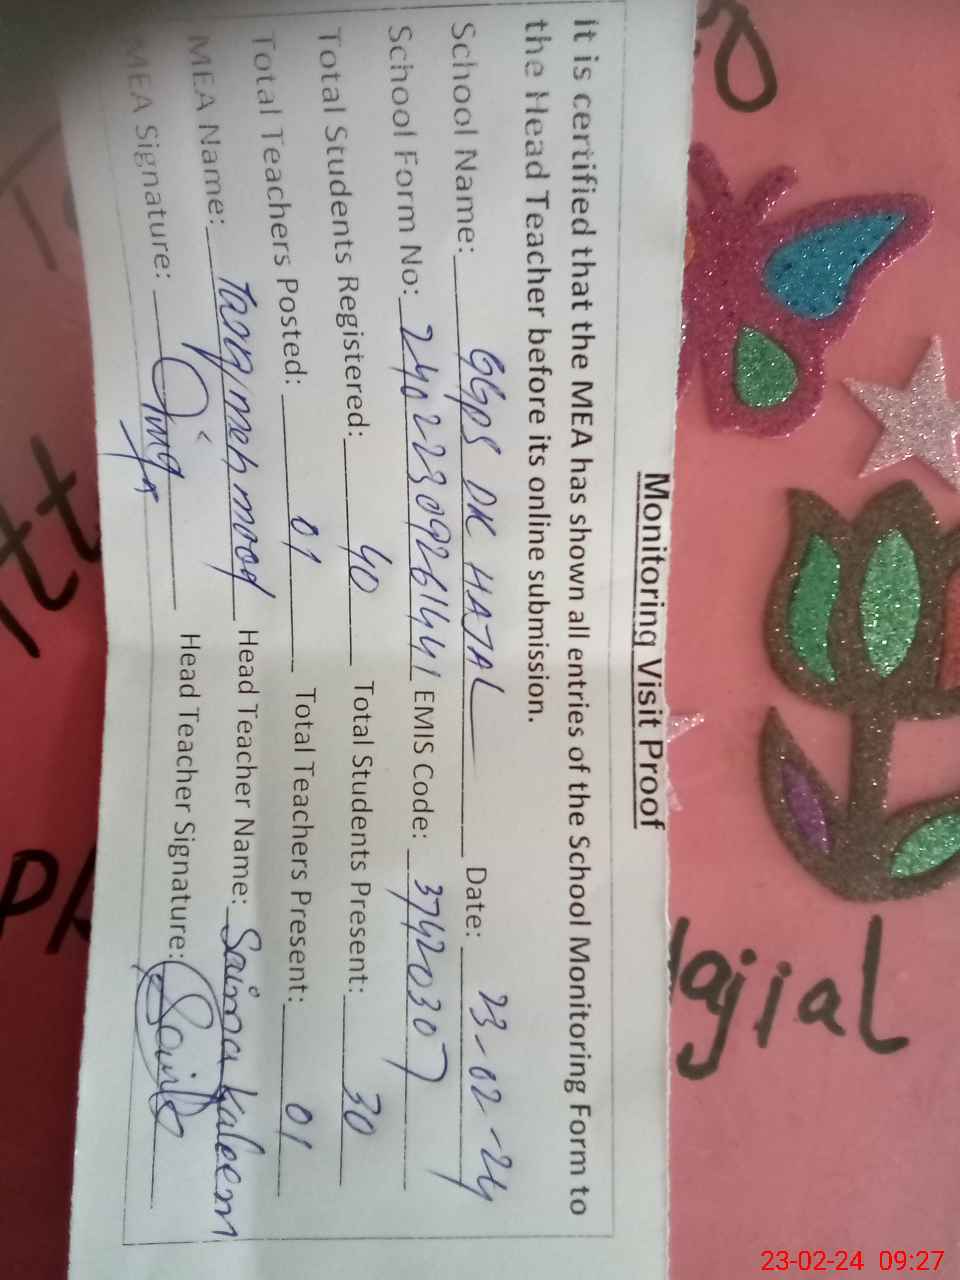 Monitoring Visit Proof
It is certified that the MEA has shown all entries of the School Monitoring Form to
the Head Teacher before its online submission.
School Name: GGPS DK HATAL Date: 23-02-24
School Form No: 24022309261441 EMIS Code: 37420307
Total Students Registered: 40 Total Students Present: 30
Total Teachers Posted: 01 Total Teachers Present: 01
MEA Name: Tariq mehmood Head Teacher Name: Saima Kaleem
MEA Signature: Head Teacher Signature: Saima
23-02-24 09:27